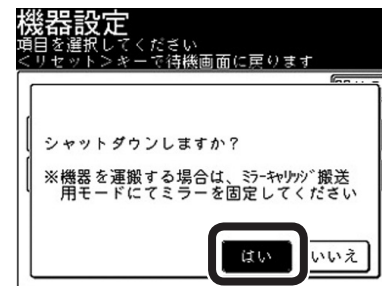 機器設定
項目を選択してください
<リセット>キーで待機画面に戻ります
シャットダウンしますか?
※機器を運搬する場合は、ミラーキャリッジ搬送
用モードにてミラーを固定してください
はい
いいえ